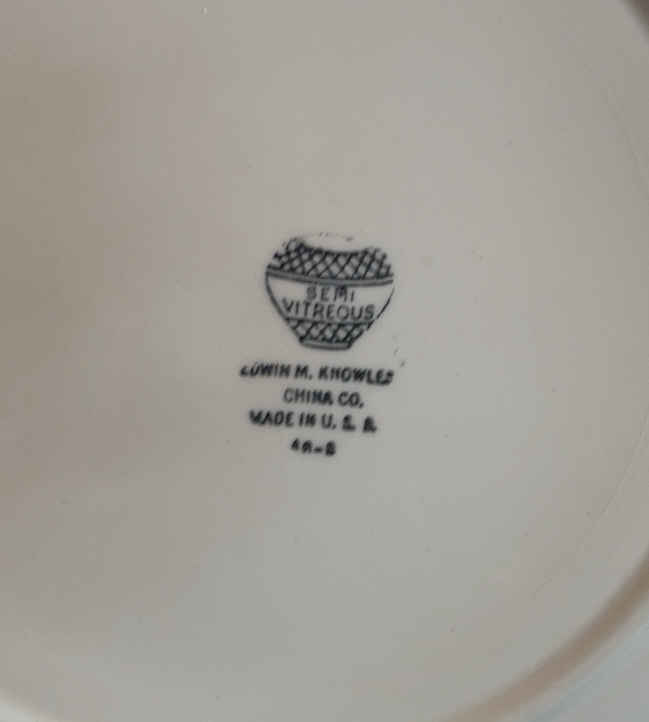 SEMI
VITREOUS
EDWIN M. KNOWLES
CHINA CO.
MADE IN U. S. A.